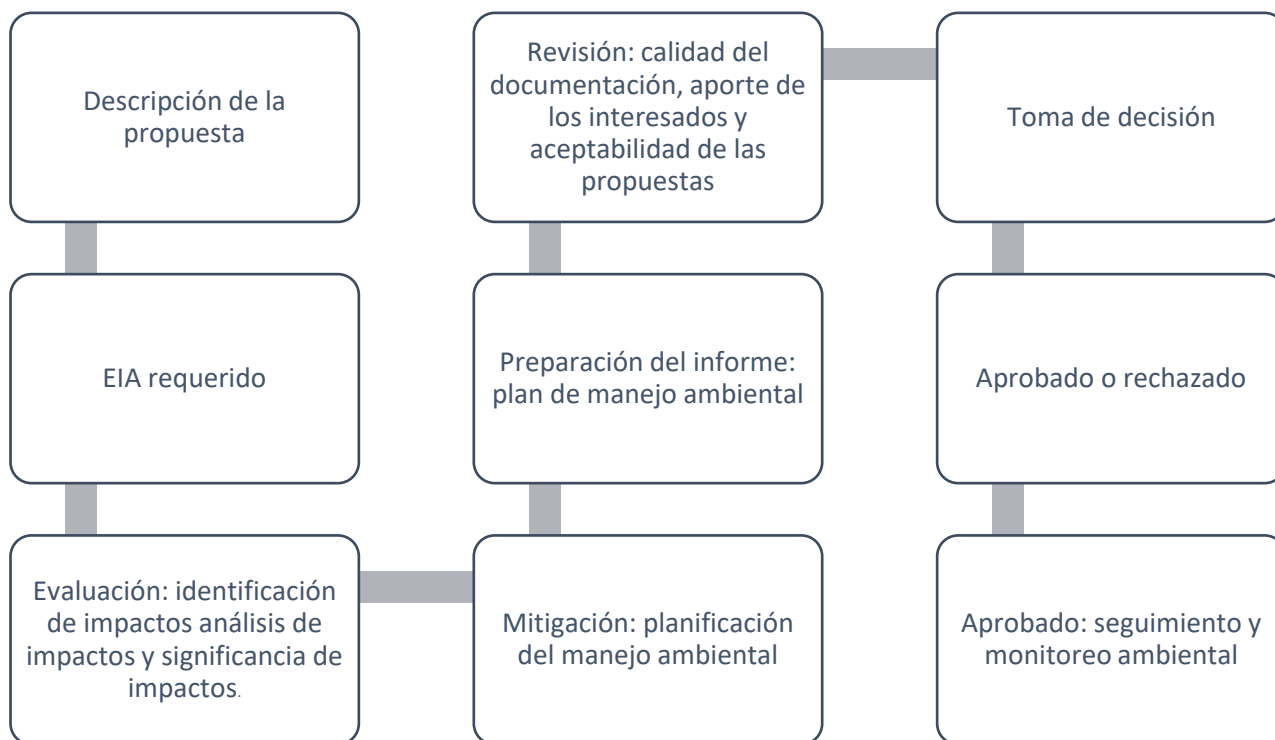 Descripción de la
propuesta
EIA requerido
Evaluación: identificación
de impactos análisis de
impactos y significancia de
impactos.
Mitigación: planificación
del manejo ambiental
Preparación del informe:
plan de manejo ambiental
Revisión: calidad del
documentación, aporte de
los interesados y
aceptabilidad de las
propuestas
Toma de decisión
Aprobado o rechazado
Aprobado: seguimiento y
monitoreo ambiental